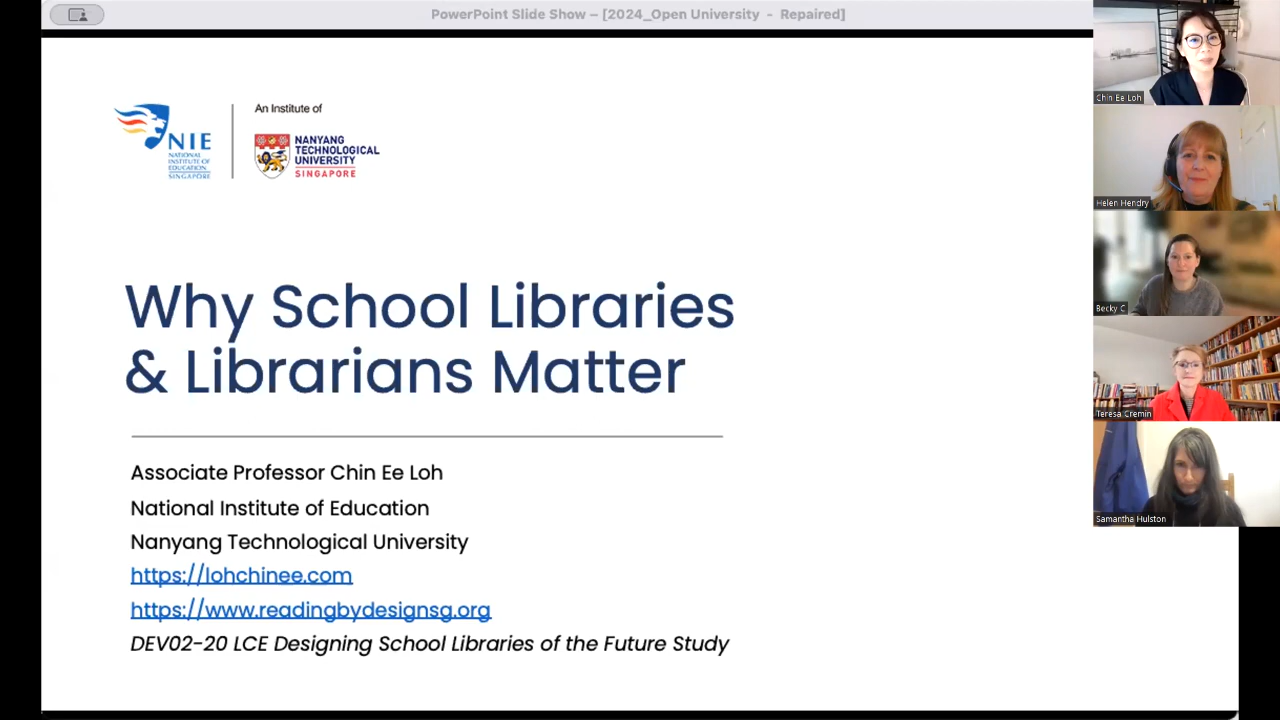 PowerPoint Slide Show – [2024_Open University - Repaired]
NIE
NATIONAL
INSTITUTE OF
EDUCATION
SINGAPORE
An Institute of
NANYANG
TECHNOLOGICAL
UNIVERSITY
SINGAPORE
Why School Libraries
& Librarians Matter
Associate Professor Chin Ee Loh
National Institute of Education
Nanyang Technological University
https://lohchinee.com
https://www.readingbydesignsg.org
DEV02-20 LCE Designing School Libraries of the Future Study
Chin Ee Loh
Helen Hendry
Becky C
Teresa Cremin
Samantha Hulston